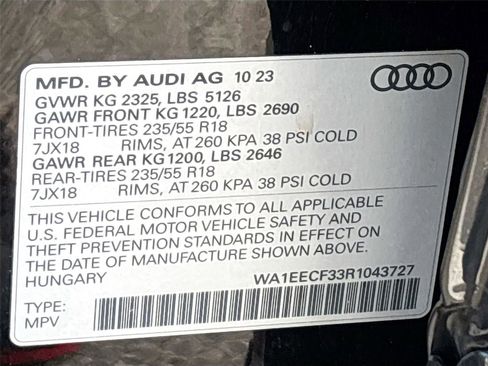 MFD. BY AUDI AG 10 23
GVWR KG 2325, LBS 5126
GAWR FRONT KG 1220, LBS 2690
FRONT-TIRES 235/55 R18
7JX18 RIMS, AT 260 KPA 38 PSI COLD
GAWR REAR KG 1200, LBS 2646
REAR-TIRES 235/55 R18
7JX18 RIMS, AT 260 KPA 38 PSI COLD
THIS VEHICLE CONFORMS TO ALL APPLICABLE
U.S. FEDERAL MOTOR VEHICLE SAFETY AND
THEFT PREVENTION STANDARDS IN EFFECT ON
THE DATE OF MANUFACTURE SHOWN ABOVE.
HUNGARY WA1EECF33R1043727
TYPE:
MPV